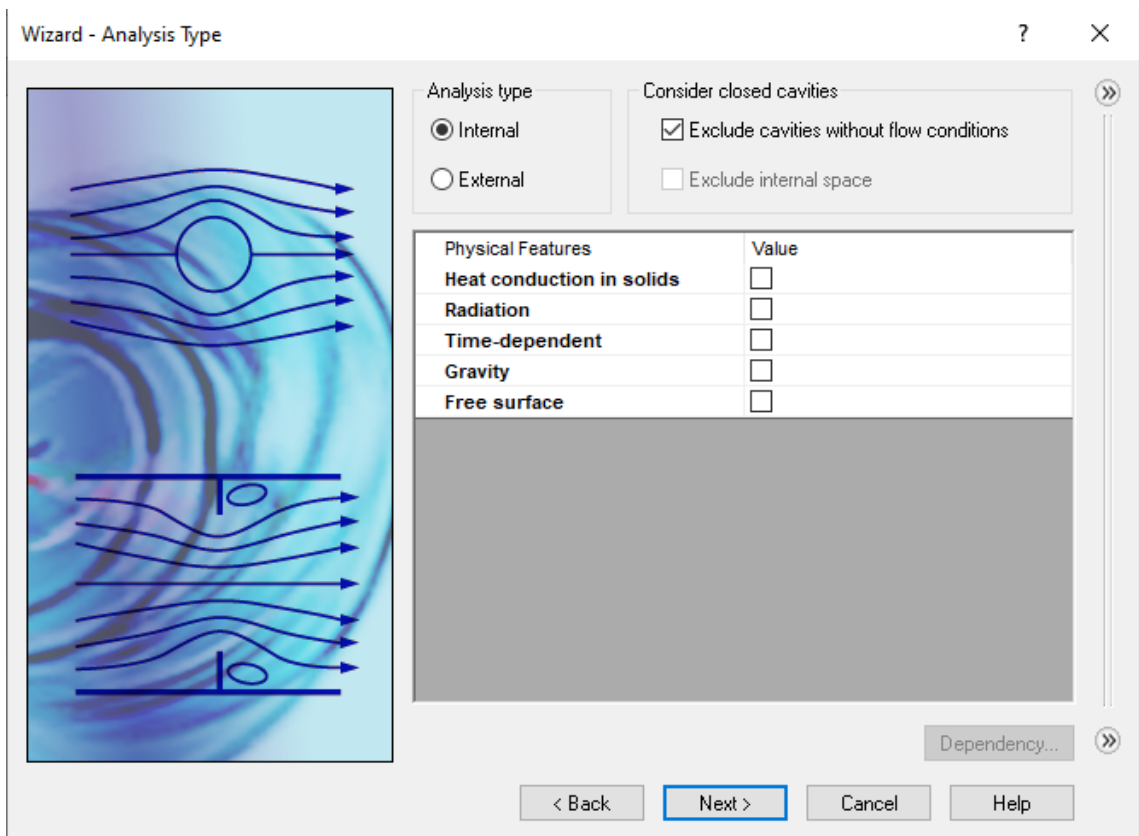 Wizard - Analysis Type
?
Analysis type
Internal
External
Consider closed cavities
Exclude cavities without flow conditions
Exclude internal space
Physical Features Value
Heat conduction in solids
Radiation
Time-dependent
Gravity
Free surface
Dependency...
< Back Next > Cancel Help